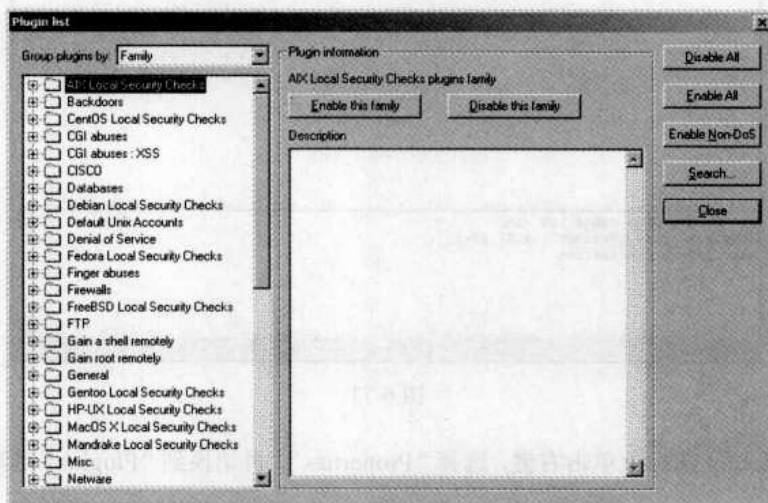 Plugin list
Group plugins by: Family
AIX Local Security Checks
Backdoors
CentOS Local Security Checks
CGI abuses
CGI abuses : XSS
CISCO
Databases
Debian Local Security Checks
Default Unix Accounts
Denial of Service
Fedora Local Security Checks
Finger abuses
Firewalls
FreeBSD Local Security Checks
FTP
Gain a shell remotely
Gain root remotely
General
Gentoo Local Security Checks
HP-UX Local Security Checks
MacOS X Local Security Checks
Mandrake Local Security Checks
Misc.
Netware
Plugin information
AIX Local Security Checks plugins family
Enable this family
Disable this family
Description
Disable All
Enable All
Enable Non-DoS
Search...
Close